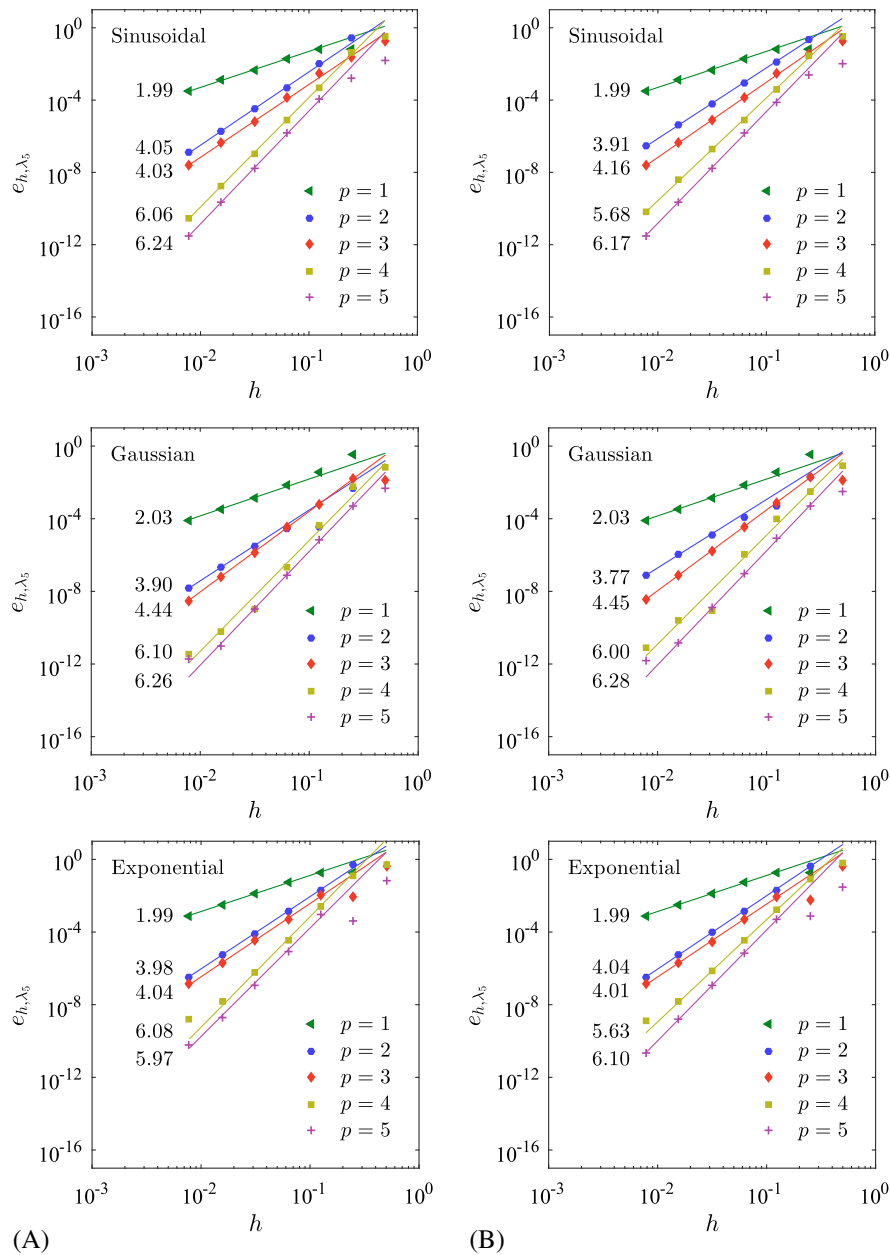 Sinusoidal
10^0
10^-4
10^-8
10^-12
10^-16
e_{h,λ_5}
1.99
4.05
4.03
6.06
6.24
p = 1
p = 2
p = 3
p = 4
p = 5
10^-3 10^-2 10^-1 10^0
h
Sinusoidal
10^0
10^-4
10^-8
10^-12
10^-16
e_{h,λ_5}
1.99
3.91
4.16
5.68
6.17
p = 1
p = 2
p = 3
p = 4
p = 5
10^-3 10^-2 10^-1 10^0
h
Gaussian
10^0
10^-4
10^-8
10^-12
10^-16
e_{h,λ_5}
2.03
3.90
4.44
6.10
6.26
p = 1
p = 2
p = 3
p = 4
p = 5
10^-3 10^-2 10^-1 10^0
h
Gaussian
10^0
10^-4
10^-8
10^-12
10^-16
e_{h,λ_5}
2.03
3.77
4.45
6.00
6.28
p = 1
p = 2
p = 3
p = 4
p = 5
10^-3 10^-2 10^-1 10^0
h
Exponential
10^0
10^-4
10^-8
10^-12
10^-16
e_{h,λ_5}
1.99
3.98
4.04
6.08
5.97
p = 1
p = 2
p = 3
p = 4
p = 5
10^-3 10^-2 10^-1 10^0
h
(A)
Exponential
10^0
10^-4
10^-8
10^-12
10^-16
e_{h,λ_5}
1.99
4.04
4.01
5.63
6.10
p = 1
p = 2
p = 3
p = 4
p = 5
10^-3 10^-2 10^-1 10^0
h
(B)